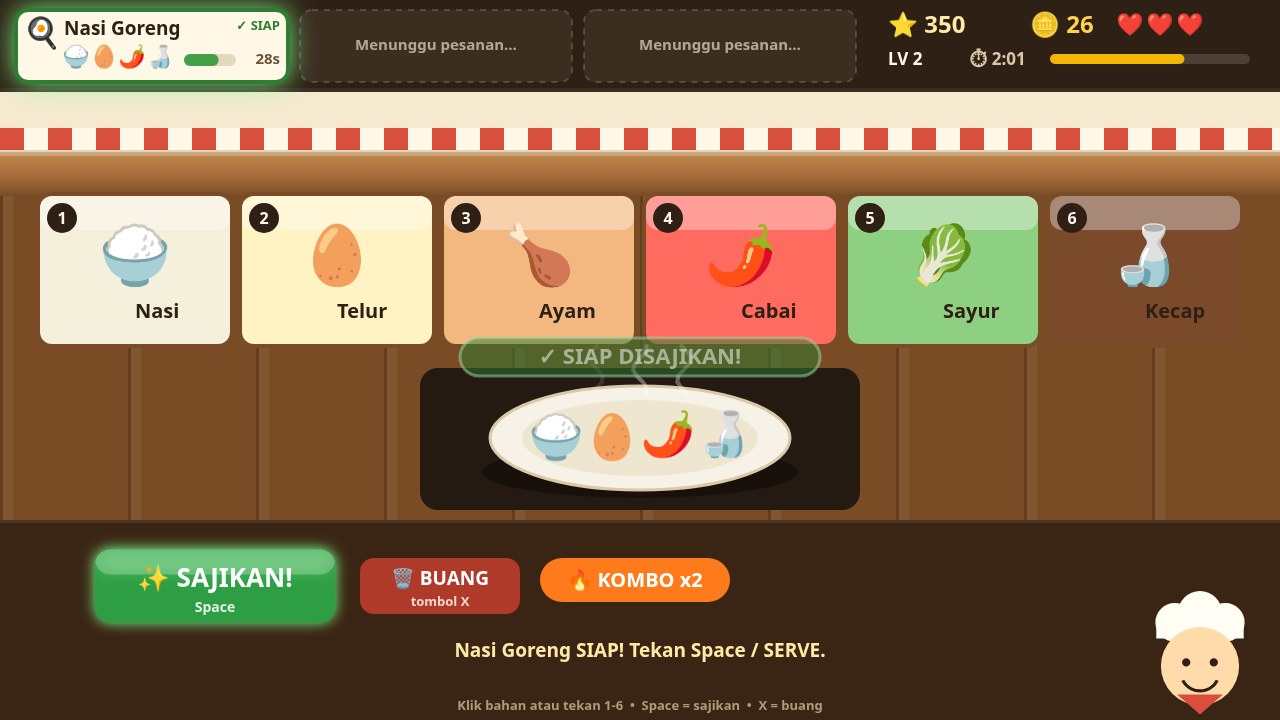 Nasi Goreng
✓ SIAP
28s
Menunggu pesanan...
Menunggu pesanan...
⭐ 350
🪙 26
LV 2
⏱ 2:01
1
2
3
4
5
6
Nasi
Telur
Ayam
Cabai
Sayur
Kecap
✓ SIAP DISAJIKAN!
✨ SAJIKAN!
Space
🗑️ BUANG
tombol X
🔥 KOMBO x2
Nasi Goreng SIAP! Tekan Space / SERVE.
Klik bahan atau tekan 1-6 • Space = sajikan • X = buang